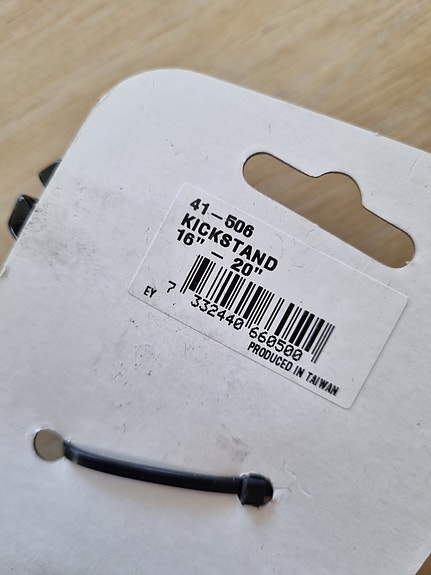 41-506
KICKSTAND
16" - 20"
EY 7 332440 660500
PRODUCED IN TAIWAN